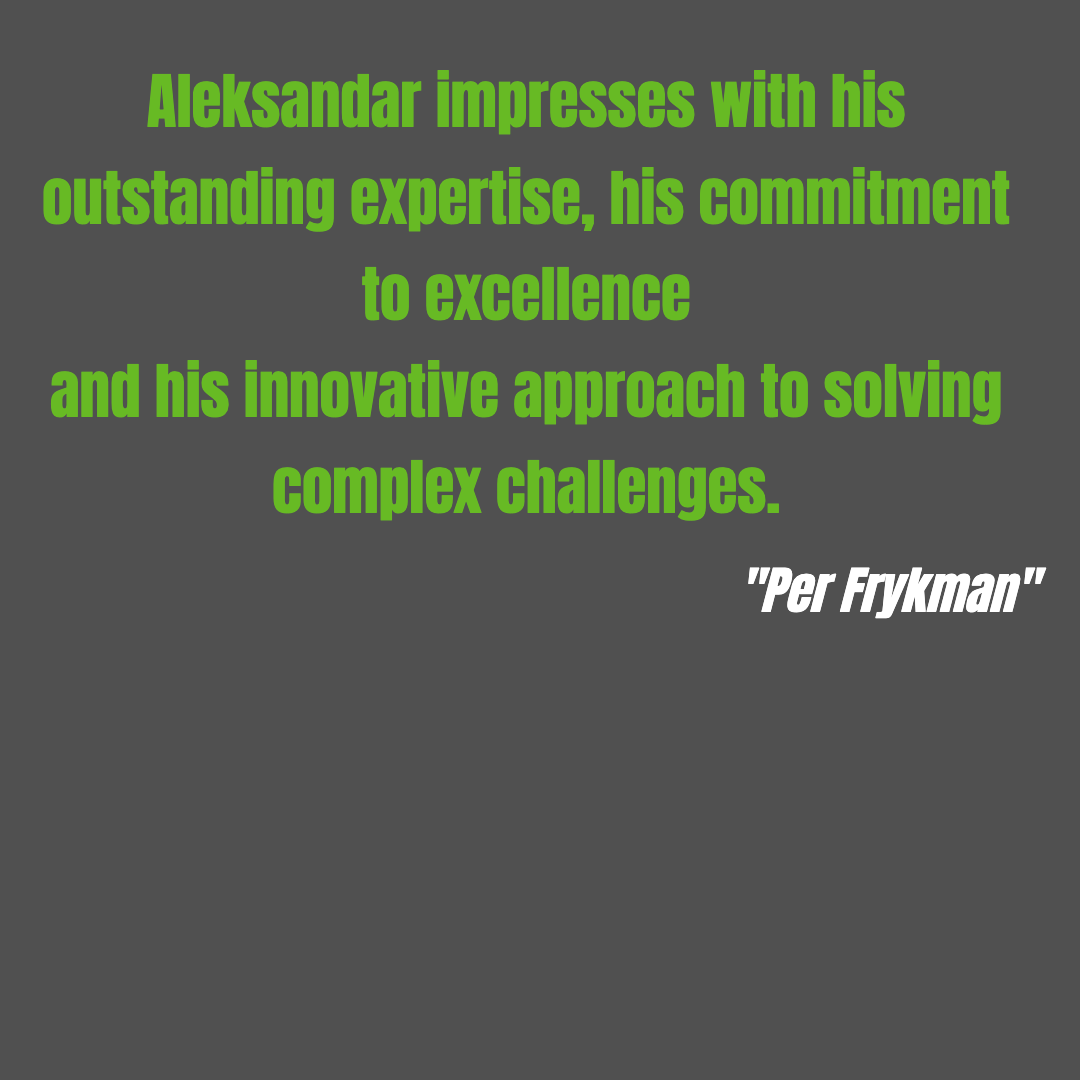 Aleksandar impresses with his
outstanding expertise, his commitment
to excellence
and his innovative approach to solving
complex challenges.
"Per Frykman"